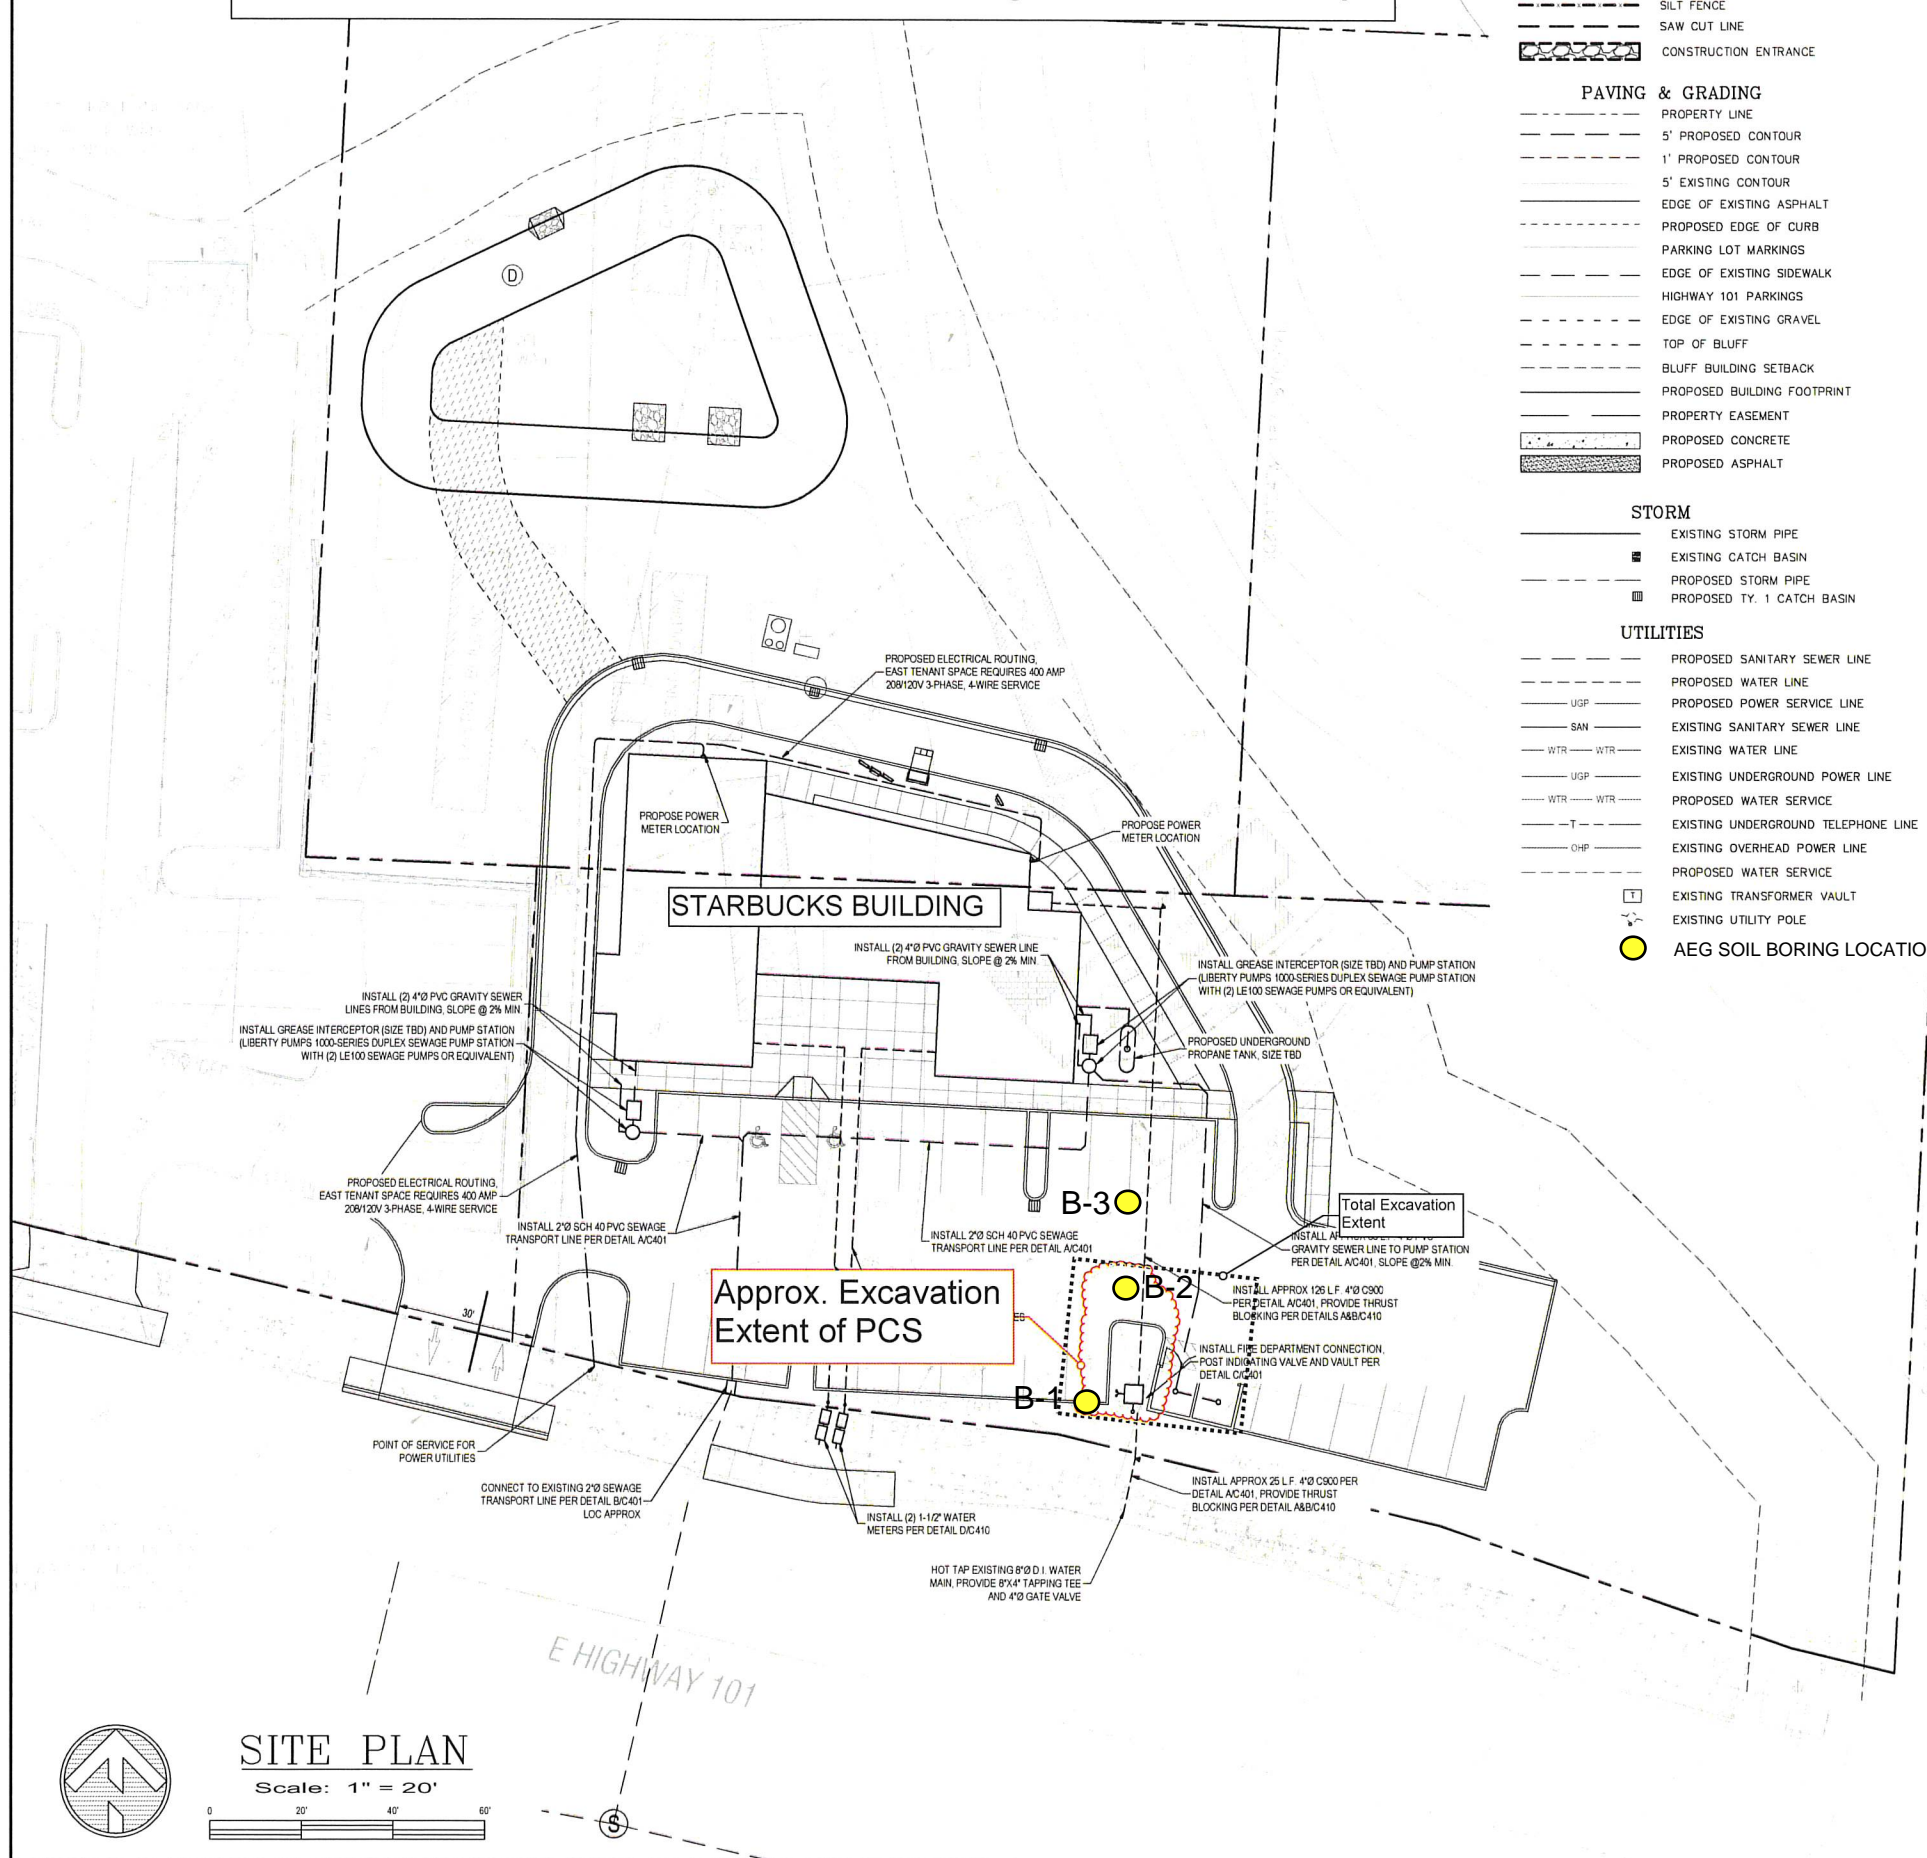 SILT FENCE
SAW CUT LINE
CONSTRUCTION ENTRANCE
PAVING & GRADING
PROPERTY LINE
5' PROPOSED CONTOUR
1' PROPOSED CONTOUR
5' EXISTING CONTOUR
EDGE OF EXISTING ASPHALT
PROPOSED EDGE OF CURB
PARKING LOT MARKINGS
EDGE OF EXISTING SIDEWALK
HIGHWAY 101 PARKINGS
EDGE OF EXISTING GRAVEL
TOP OF BLUFF
BLUFF BUILDING SETBACK
PROPOSED BUILDING FOOTPRINT
PROPERTY EASEMENT
PROPOSED CONCRETE
PROPOSED ASPHALT
STORM
EXISTING STORM PIPE
EXISTING CATCH BASIN
PROPOSED STORM PIPE
PROPOSED TY. 1 CATCH BASIN
UTILITIES
PROPOSED SANITARY SEWER LINE
PROPOSED WATER LINE
UGP PROPOSED POWER SERVICE LINE
SAN EXISTING SANITARY SEWER LINE
WTR WTR EXISTING WATER LINE
UGP EXISTING UNDERGROUND POWER LINE
WTR WTR PROPOSED WATER SERVICE
T EXISTING UNDERGROUND TELEPHONE LINE
OHP EXISTING OVERHEAD POWER LINE
PROPOSED WATER SERVICE
T EXISTING TRANSFORMER VAULT
EXISTING UTILITY POLE
AEG SOIL BORING LOCATIO
D
PROPOSED ELECTRICAL ROUTING,
EAST TENANT SPACE REQUIRES 400 AMP
208/120V 3-PHASE, 4-WIRE SERVICE
PROPOSE POWER
METER LOCATION
PROPOSE POWER
METER LOCATION
STARBUCKS BUILDING
INSTALL (2) 4"Ø PVC GRAVITY SEWER LINE
FROM BUILDING, SLOPE @ 2% MIN.
INSTALL GREASE INTERCEPTOR (SIZE TBD) AND PUMP STATION
(LIBERTY PUMPS 1000-SERIES DUPLEX SEWAGE PUMP STATION
WITH (2) LE100 SEWAGE PUMPS OR EQUIVALENT)
INSTALL (2) 4"Ø PVC GRAVITY SEWER
LINES FROM BUILDING, SLOPE @ 2% MIN.
INSTALL GREASE INTERCEPTOR (SIZE TBD) AND PUMP STATION
(LIBERTY PUMPS 1000-SERIES DUPLEX SEWAGE PUMP STATION
WITH (2) LE100 SEWAGE PUMPS OR EQUIVALENT)
PROPOSED UNDERGROUND
PROPANE TANK, SIZE TBD
PROPOSED ELECTRICAL ROUTING,
EAST TENANT SPACE REQUIRES 400 AMP
208/120V 3-PHASE, 4-WIRE SERVICE
INSTALL 2"Ø SCH 40 PVC SEWAGE
TRANSPORT LINE PER DETAIL A/C401
INSTALL 2"Ø SCH 40 PVC SEWAGE
TRANSPORT LINE PER DETAIL A/C401
B-3
Total Excavation
Extent
INSTALL
GRAVITY SEWER LINE TO PUMP STATION
PER DETAIL A/C401, SLOPE @2% MIN.
Approx. Excavation
Extent of PCS
B-2
INSTALL APPROX 126 L.F. 4"Ø C900
PER DETAIL A/C401, PROVIDE THRUST
BLOCKING PER DETAILS A&B/C410
30'
INSTALL FIRE DEPARTMENT CONNECTION,
POST INDICATING VALVE AND VAULT PER
DETAIL C/C401
B-1
POINT OF SERVICE FOR
POWER UTILITIES
CONNECT TO EXISTING 2"Ø SEWAGE
TRANSPORT LINE PER DETAIL B/C401
LOC APPROX
INSTALL (2) 1-1/2" WATER
METERS PER DETAIL D/C410
INSTALL APPROX 25 L.F. 4"Ø C900 PER
DETAIL A/C401, PROVIDE THRUST
BLOCKING PER DETAIL A&B/C410
HOT TAP EXISTING 8"Ø D.I. WATER
MAIN, PROVIDE 8"X4" TAPPING TEE
AND 4"Ø GATE VALVE
E HIGHWAY 101
SITE PLAN
Scale: 1" = 20'
0 20' 40' 60'
S